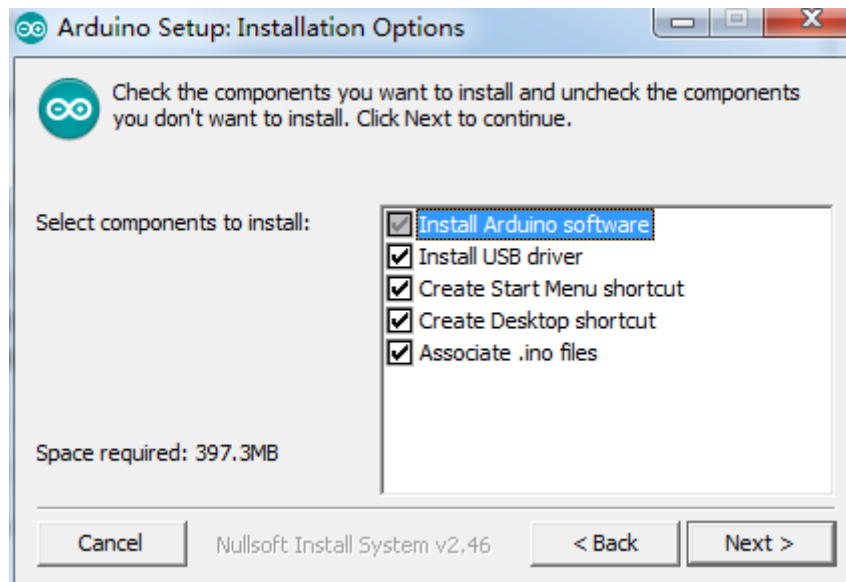 Arduino Setup: Installation Options
Check the components you want to install and uncheck the components
you don't want to install. Click Next to continue.
Select components to install:
Install Arduino software
Install USB driver
Create Start Menu shortcut
Create Desktop shortcut
Associate .ino files
Space required: 397.3MB
Cancel
Nullsoft Install System v2.46
< Back
Next >